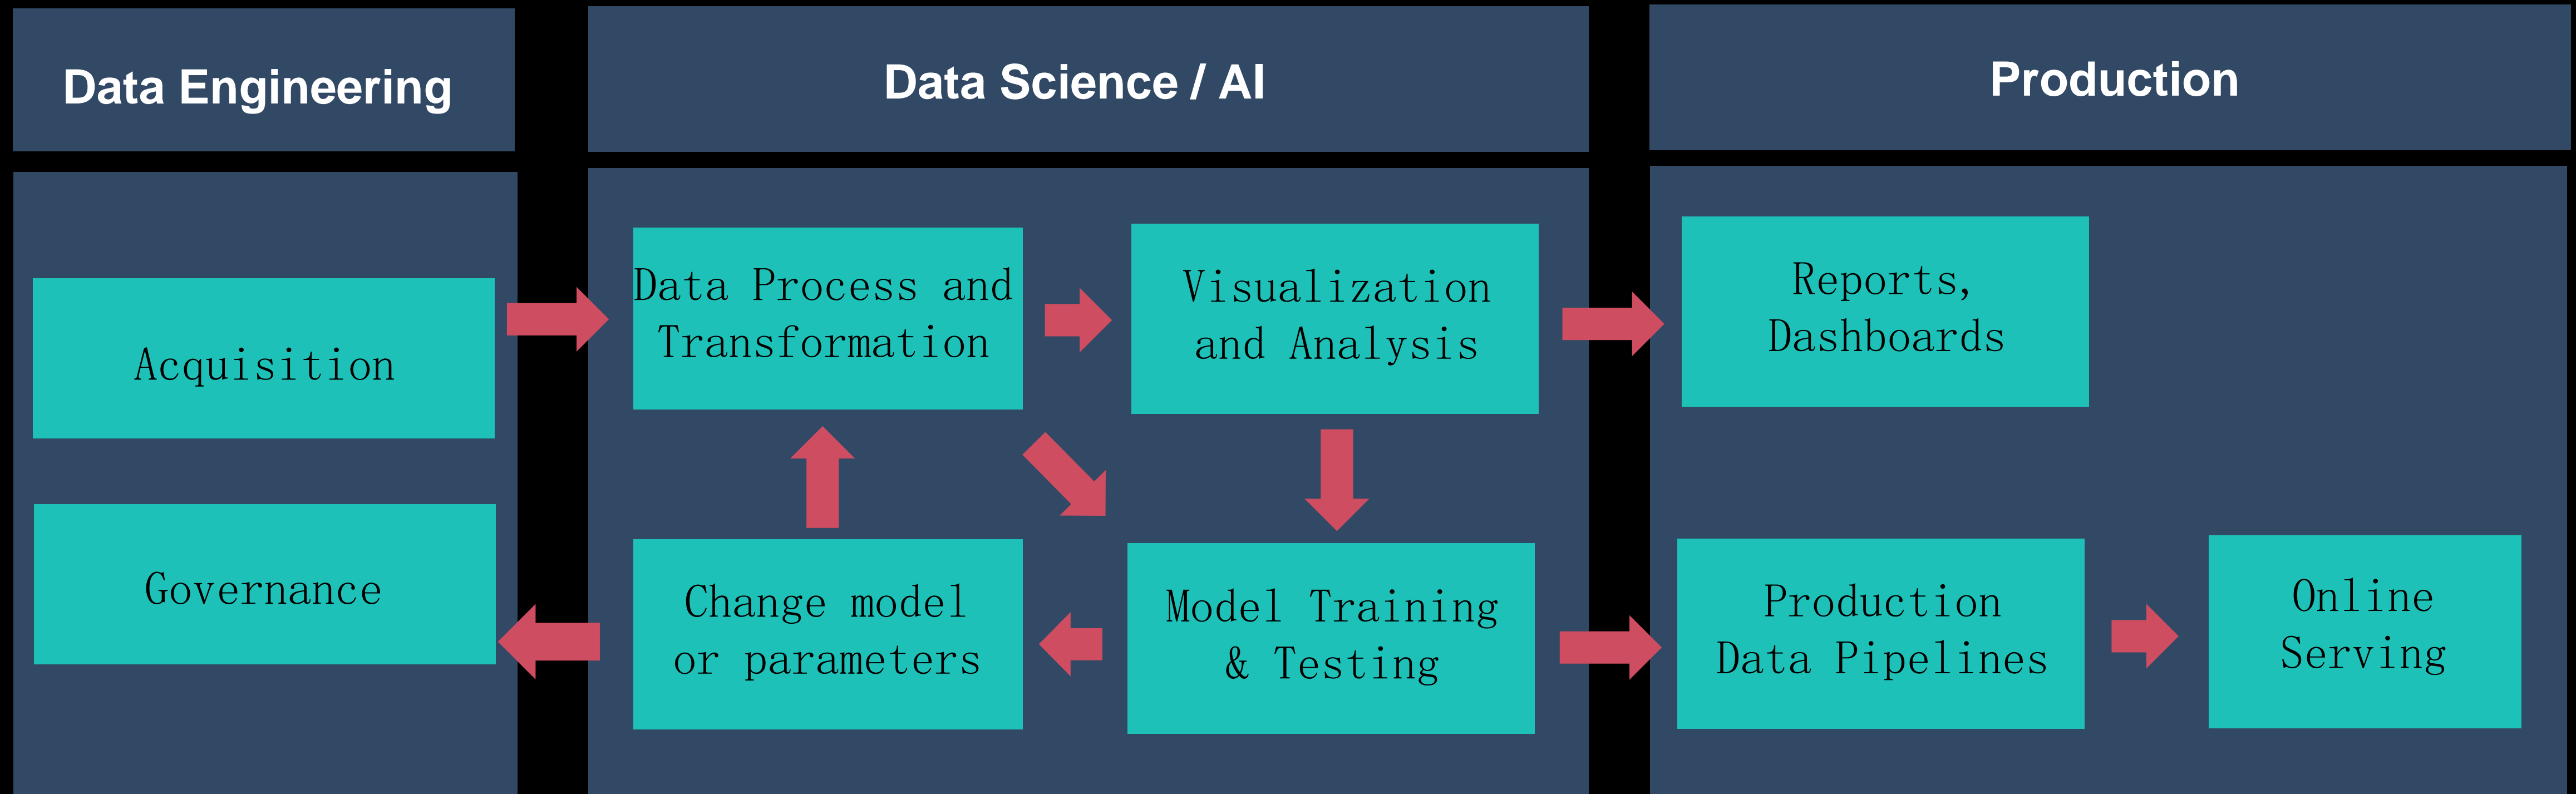 Data Engineering
Data Science / AI
Production
Acquisition
Governance
Data Process and
Transformation
Visualization
and Analysis
Change model
or parameters
Model Training
& Testing
Reports,
Dashboards
Production
Data Pipelines
Online
Serving